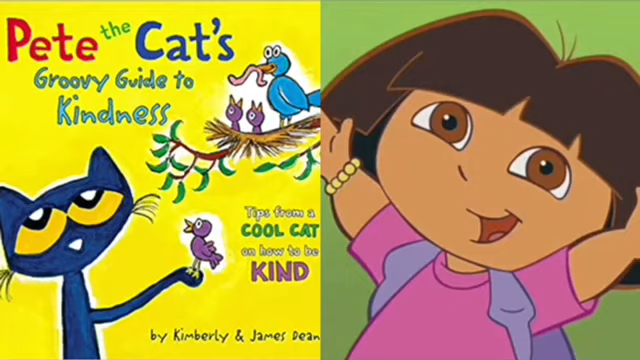 Pete the Cat's
Groovy Guide to
Kindness
Tips from a
COOL CAT
on how to be
KIND
by Kimberly & James Dean